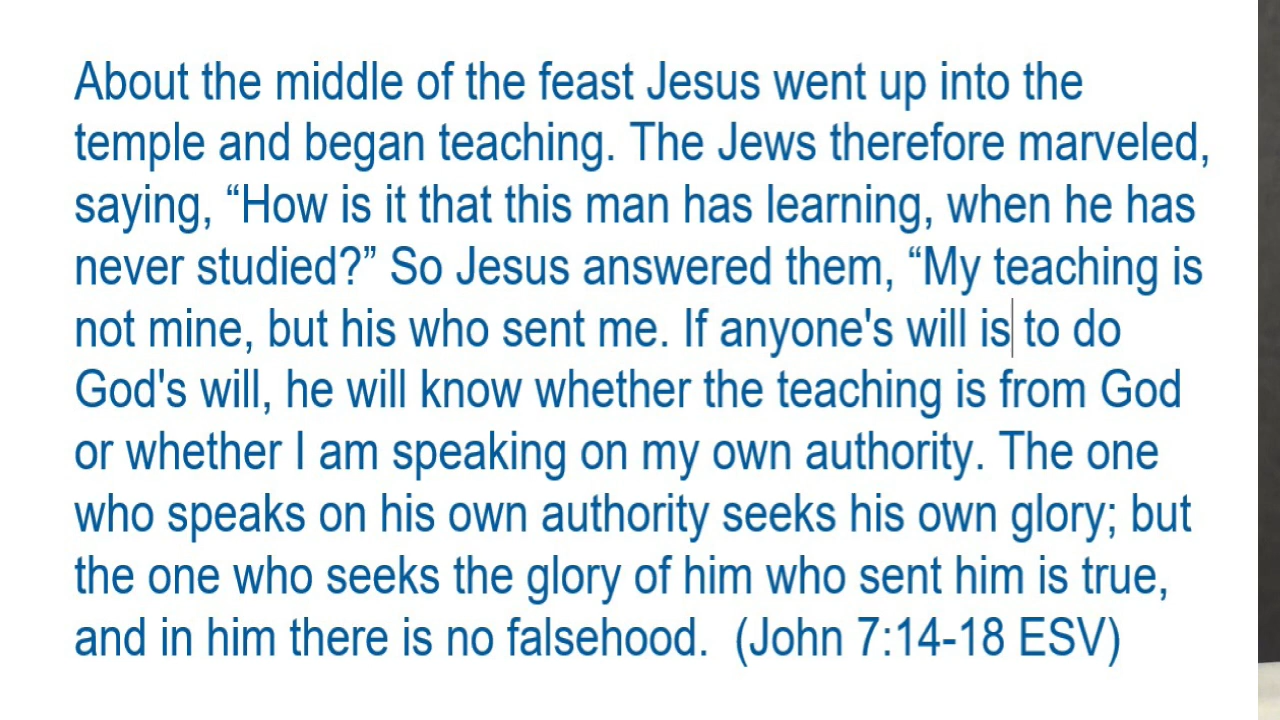 About the middle of the feast Jesus went up into the
temple and began teaching. The Jews therefore marveled,
saying, “How is it that this man has learning, when he has
never studied?” So Jesus answered them, “My teaching is
not mine, but his who sent me. If anyone's will is to do
God's will, he will know whether the teaching is from God
or whether I am speaking on my own authority. The one
who speaks on his own authority seeks his own glory; but
the one who seeks the glory of him who sent him is true,
and in him there is no falsehood.  (John 7:14-18 ESV)